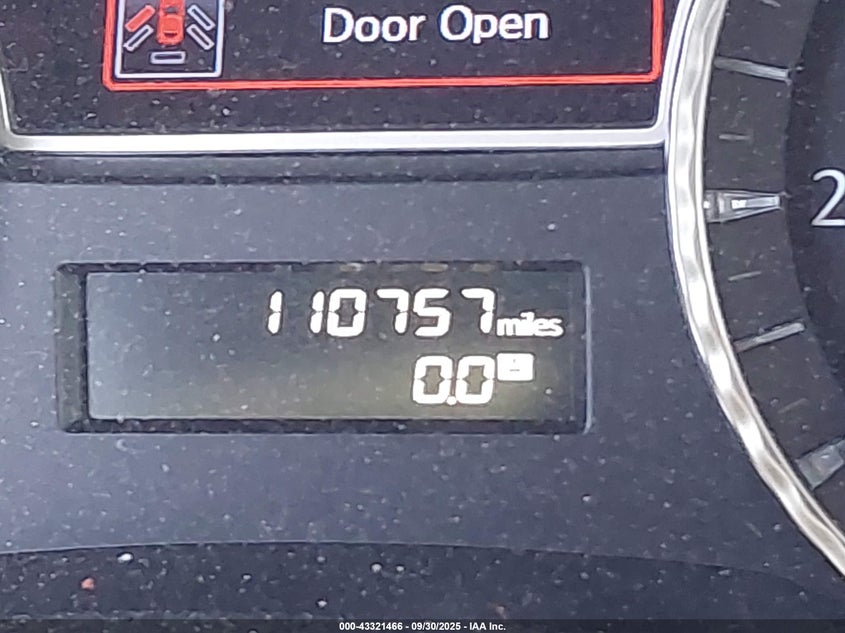 Door Open
2
110757 miles
0.0
000-43321466 - 09/30/2025 - IAA Inc.